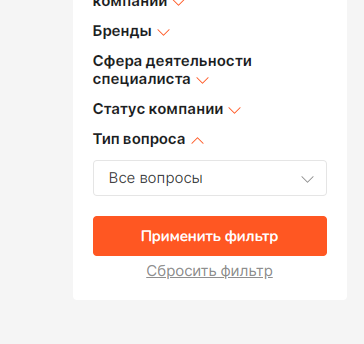 компании
Бренды
Сфера деятельности
специалиста
Статус компании
Тип вопроса
Все вопросы
Применить фильтр
Сбросить фильтр